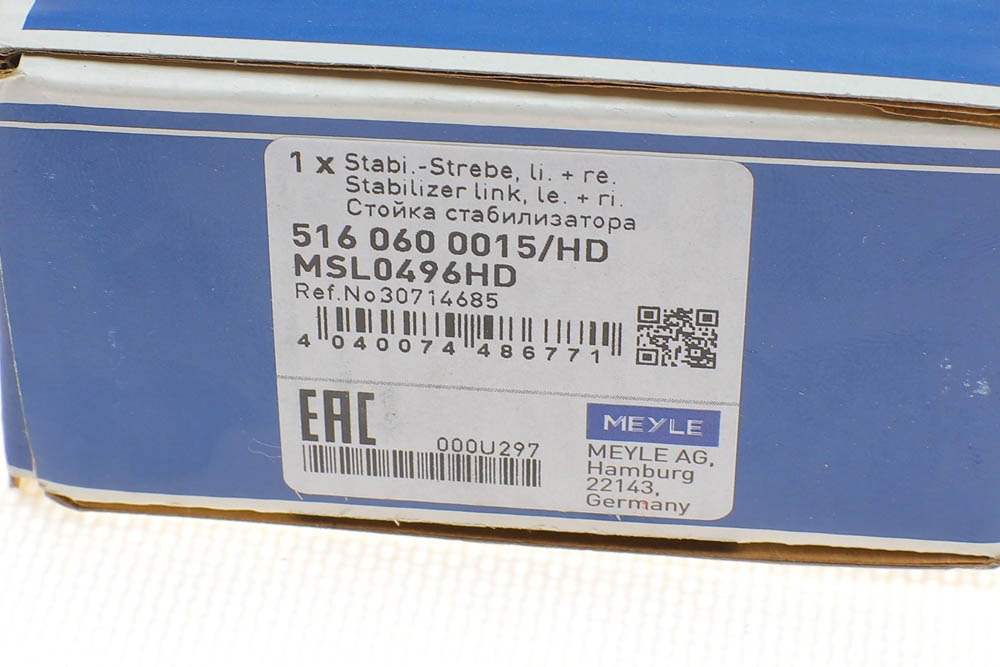 1 x Stabi.-Strebe, li. + re.
Stabilizer link, le. + ri.
Стойка стабилизатора
516 060 0015/HD
MSL0496HD
Ref.No30714685
4 040074 486771
EAC
000U297
MEYLE
MEYLE AG,
Hamburg
22143,
Germany